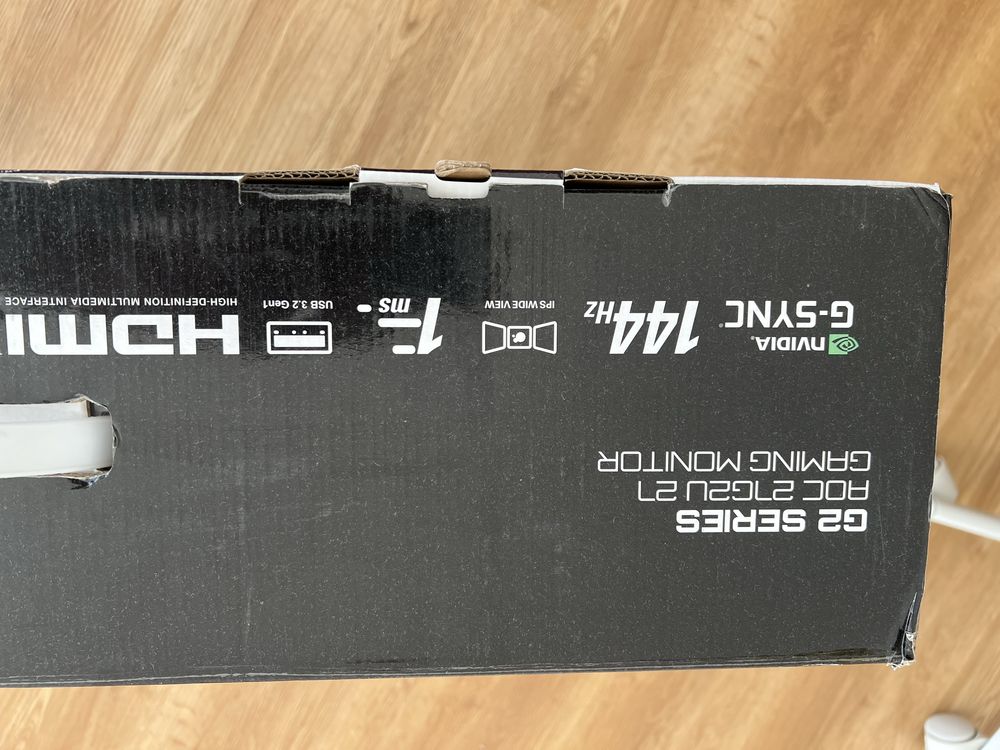 G2 SERIES
AOC 27G2U 27
GAMING MONITOR
NVIDIA®
G-SYNC®
144Hz
IPS WIDE VIEW
1ms
USB 3.2 Gen1
HDMI
HIGH-DEFINITION MULTIMEDIA INTERFACE